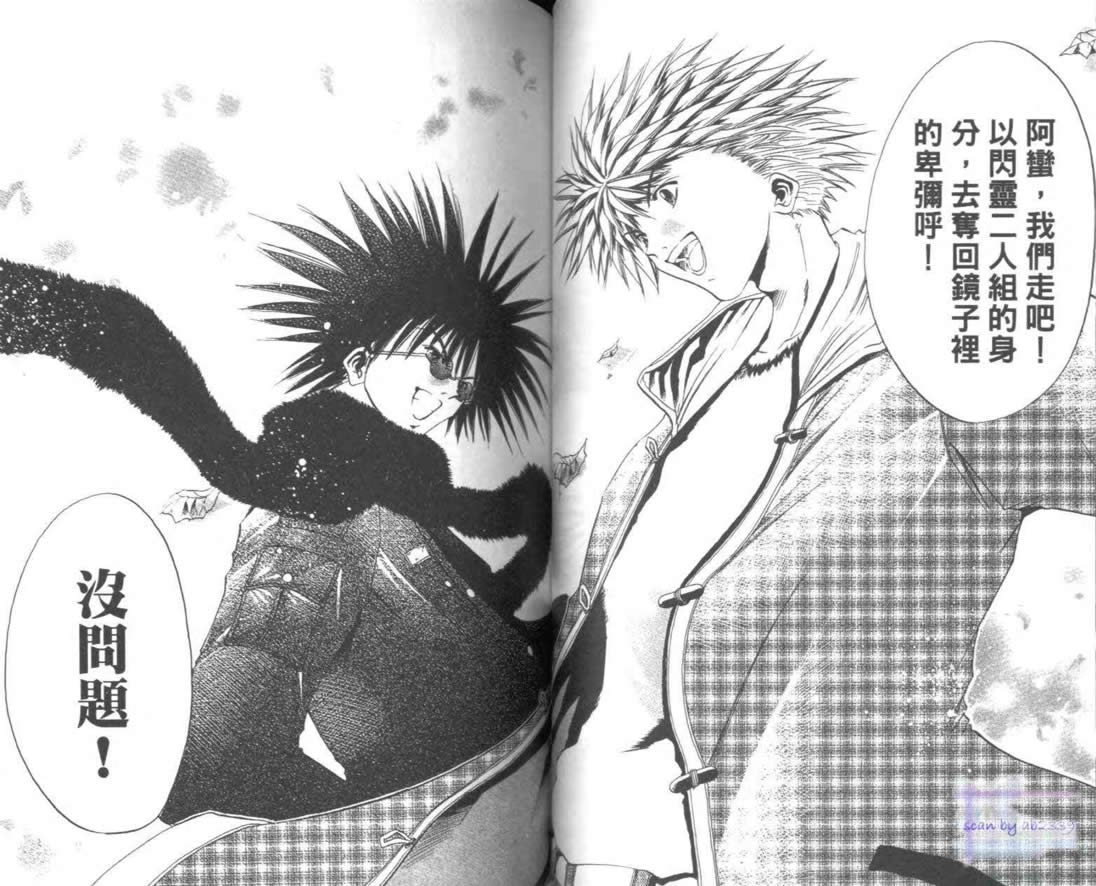 阿蠻，我們走吧！
以閃靈二人組的身
分，去奪回鏡子裡
的卑彌呼！
沒問題！
scan by ab2339